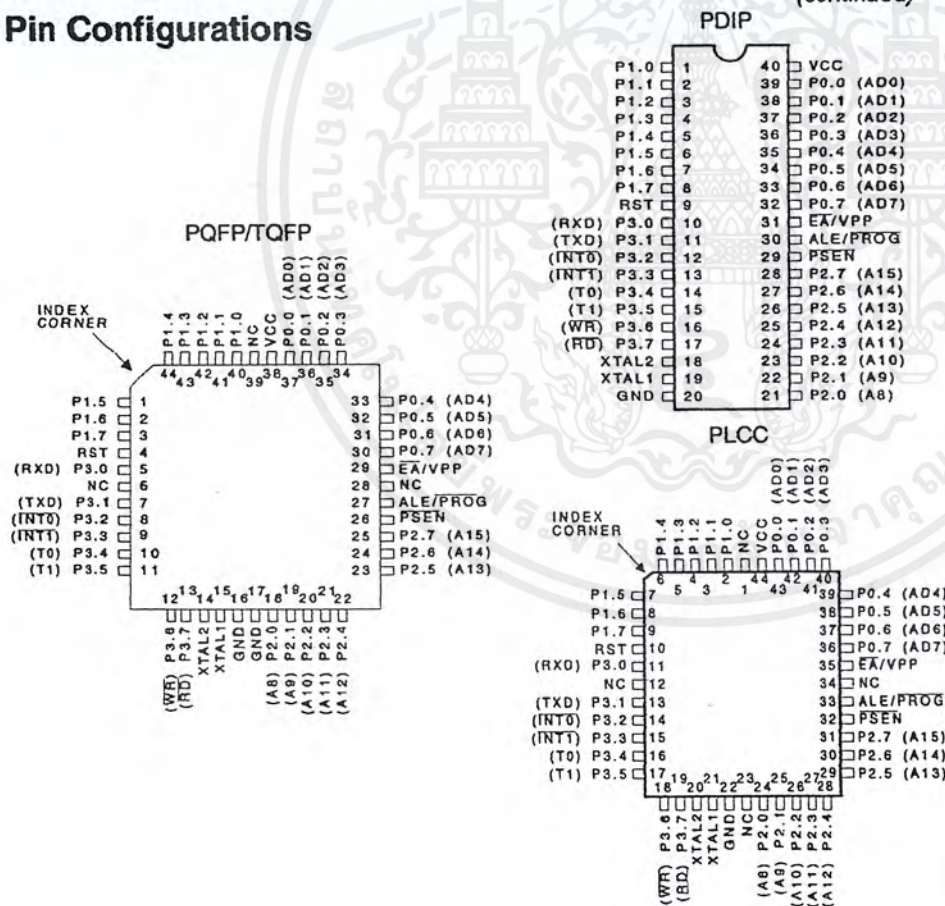 (continued)
Pin Configurations
PDIP
P1.0 1 40 VCC
P1.1 2 39 P0.0 (AD0)
P1.2 3 38 P0.1 (AD1)
P1.3 4 37 P0.2 (AD2)
P1.4 5 36 P0.3 (AD3)
P1.5 6 35 P0.4 (AD4)
P1.6 7 34 P0.5 (AD5)
P1.7 8 33 P0.6 (AD6)
RST 9 32 P0.7 (AD7)
(RXD) P3.0 10 31 EA/VPP
(TXD) P3.1 11 30 ALE/PROG
(INT0) P3.2 12 29 PSEN
(INT1) P3.3 13 28 P2.7 (A15)
(T0) P3.4 14 27 P2.6 (A14)
(T1) P3.5 15 26 P2.5 (A13)
(WR) P3.6 16 25 P2.4 (A12)
(RD) P3.7 17 24 P2.3 (A11)
XTAL2 18 23 P2.2 (A10)
XTAL1 19 22 P2.1 (A9)
GND 20 21 P2.0 (A8)
PQFP/TQFP
INDEX
CORNER
P1.4
P1.3
P1.2
P1.1
P1.0
NC
VCC
P0.0 (AD0)
P0.1 (AD1)
P0.2 (AD2)
P0.3 (AD3)
44 43 42 41 40 39 38 37 36 35 34
P1.5 1 33 P0.4 (AD4)
P1.6 2 32 P0.5 (AD5)
P1.7 3 31 P0.6 (AD6)
RST 4 30 P0.7 (AD7)
(RXD) P3.0 5 29 EA/VPP
NC 6 28 NC
(TXD) P3.1 7 27 ALE/PROG
(INT0) P3.2 8 26 PSEN
(INT1) P3.3 9 25 P2.7 (A15)
(T0) P3.4 10 24 P2.6 (A14)
(T1) P3.5 11 23 P2.5 (A13)
12 13 14 15 16 17 18 19 20 21 22
(WR) P3.6
(RD) P3.7
XTAL2
XTAL1
GND
GND
(A8) P2.0
(A9) P2.1
(A10) P2.2
(A11) P2.3
(A12) P2.4
PLCC
INDEX
CORNER
P1.4
P1.3
P1.2
P1.1
P1.0
NC
VCC
P0.0 (AD0)
P0.1 (AD1)
P0.2 (AD2)
P0.3 (AD3)
6 5 4 3 2 1 44 43 42 41 40
P1.5 7 39 P0.4 (AD4)
P1.6 8 38 P0.5 (AD5)
P1.7 9 37 P0.6 (AD6)
RST 10 36 P0.7 (AD7)
(RXD) P3.0 11 35 EA/VPP
NC 12 34 NC
(TXD) P3.1 13 33 ALE/PROG
(INT0) P3.2 14 32 PSEN
(INT1) P3.3 15 31 P2.7 (A15)
(T0) P3.4 16 30 P2.6 (A14)
(T1) P3.5 17 29 P2.5 (A13)
18 19 20 21 22 23 24 25 26 27 28
(WR) P3.6
(RD) P3.7
XTAL2
XTAL1
GND
NC
(A8) P2.0
(A9) P2.1
(A10) P2.2
(A11) P2.3
(A12) P2.4